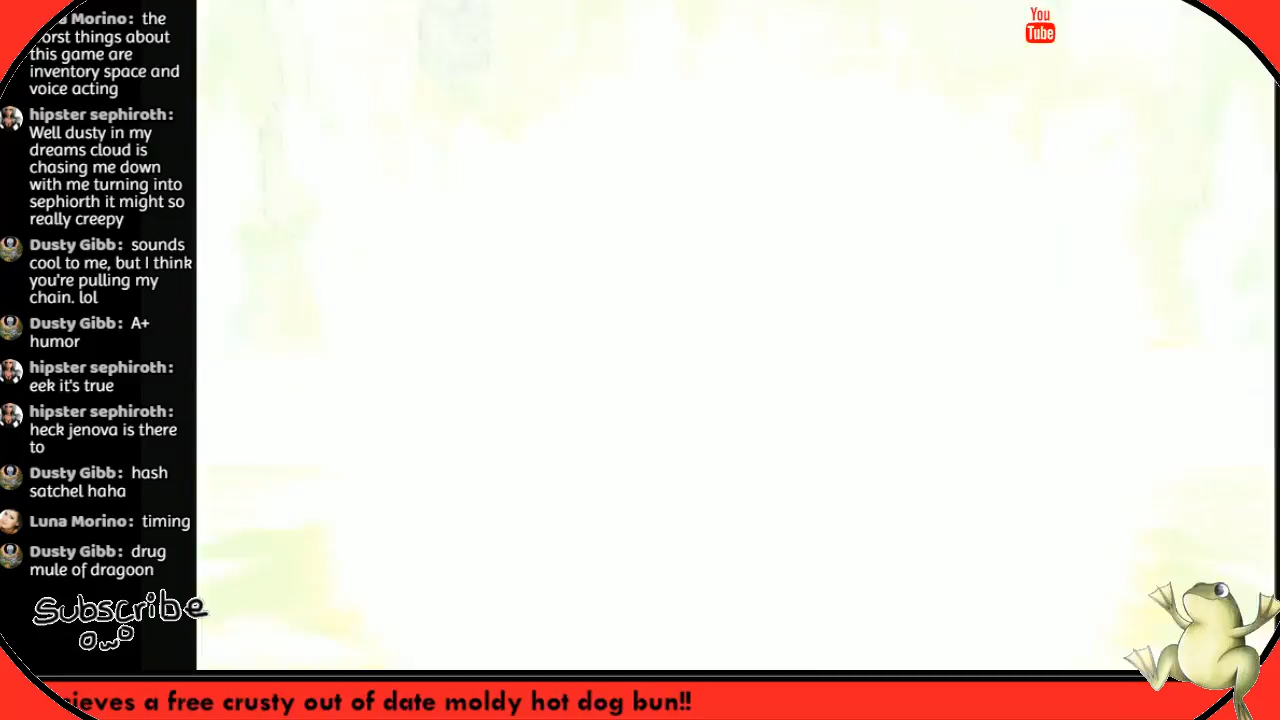 Morino: the
orst things about
this game are
inventory space and
voice acting
hipster sephiroth:
Well dusty in my
dreams cloud is
chasing me down
with me turning into
sephiorth it might so
really creepy
Dusty Gibb: sounds
cool to me, but I think
you're pulling my
chain. lol
Dusty Gibb: A+
humor
hipster sephiroth:
eek it's true
hipster sephiroth:
heck jenova is there
to
Dusty Gibb: hash
satchel haha
Luna Morino: timing
Dusty Gibb: drug
mule of dragoon
Subscribe
OwO
You
Tube
ieves a free crusty out of date moldy hot dog bun!!